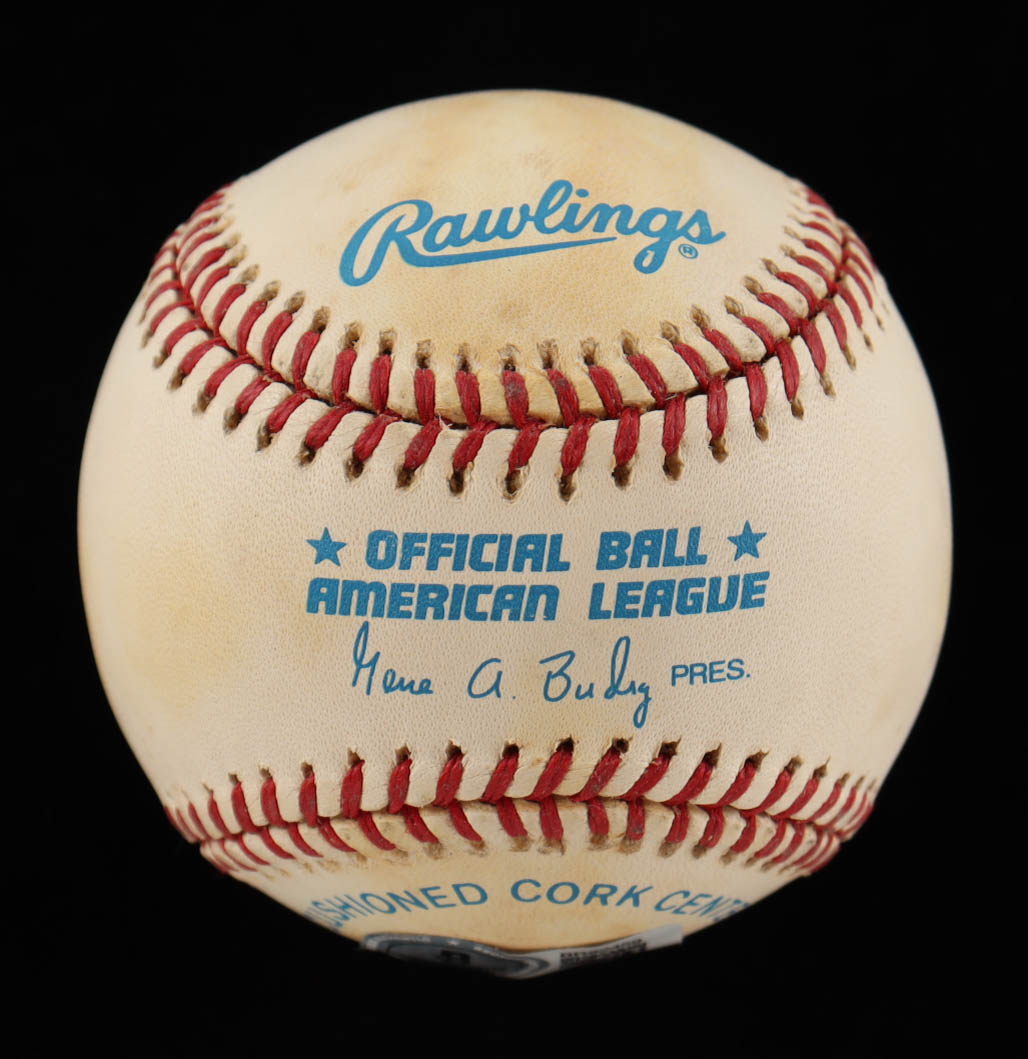 Rawlings®
★ OFFICIAL BALL ★
AMERICAN LEAGUE
Gene A. Budig PRES.
CORK